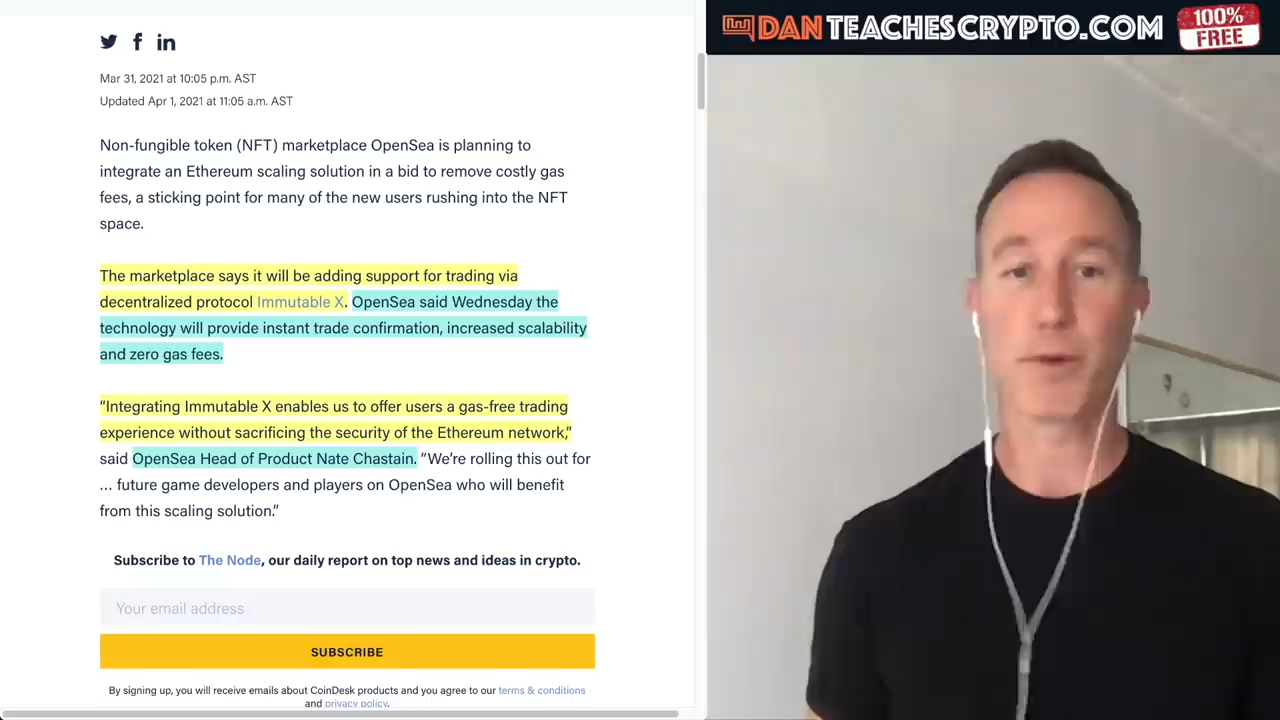 Mar 31, 2021 at 10:05 p.m. AST
Updated Apr 1, 2021 at 11:05 a.m. AST
Non-fungible token (NFT) marketplace OpenSea is planning to
integrate an Ethereum scaling solution in a bid to remove costly gas
fees, a sticking point for many of the new users rushing into the NFT
space.
The marketplace says it will be adding support for trading via
decentralized protocol Immutable X. OpenSea said Wednesday the
technology will provide instant trade confirmation, increased scalability
and zero gas fees.
“Integrating Immutable X enables us to offer users a gas-free trading
experience without sacrificing the security of the Ethereum network,”
said OpenSea Head of Product Nate Chastain. “We’re rolling this out for
… future game developers and players on OpenSea who will benefit
from this scaling solution.”
Subscribe to The Node, our daily report on top news and ideas in crypto.
Your email address
SUBSCRIBE
By signing up, you will receive emails about CoinDesk products and you agree to our terms & conditions
and privacy policy.
DANTEACHESCRYPTO.COM
100%
FREE